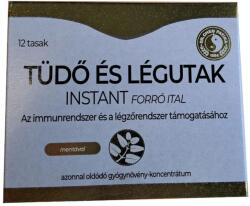 12 tasak
TÜDŐ ÉS LÉGUTAK
INSTANT FORRÓ ITAL
Az immunrendszer és a légzőrendszer támogatásához
mentával
azonnal oldódó gyógynövény-koncentrátum